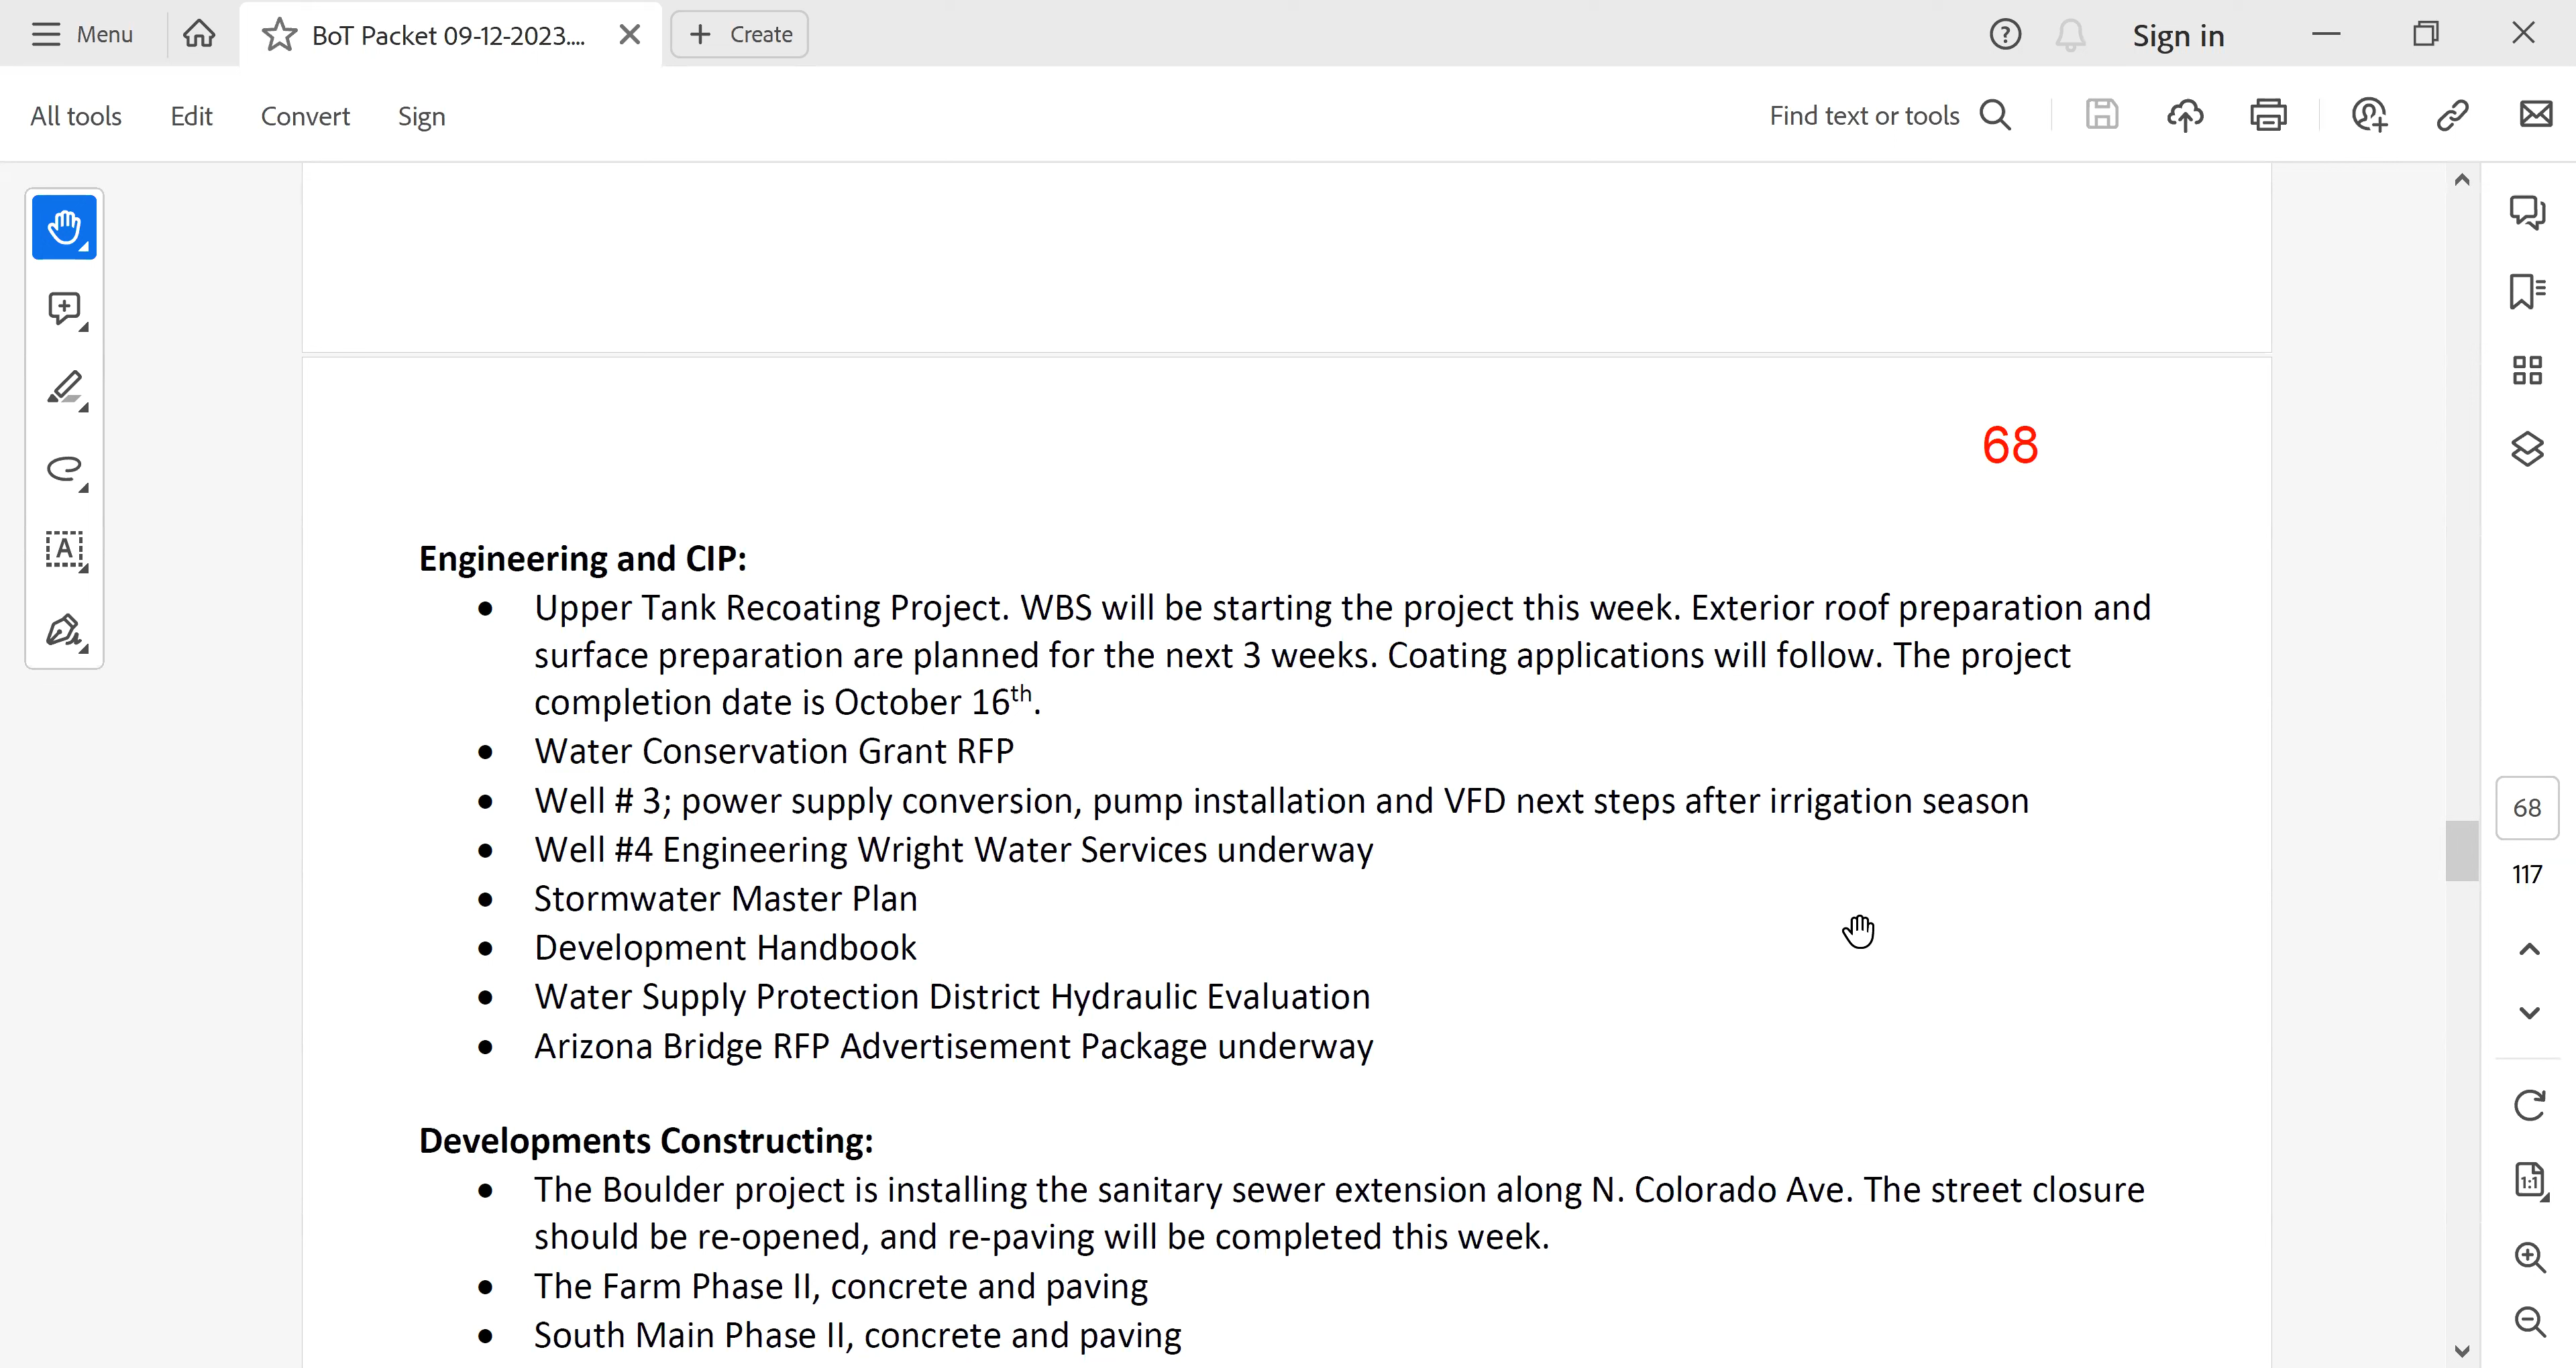 Menu
BoT Packet 09-12-2023....
Create
Sign in
All tools
Edit
Convert
Sign
Find text or tools
68
Engineering and CIP:
• Upper Tank Recoating Project. WBS will be starting the project this week. Exterior roof preparation and
surface preparation are planned for the next 3 weeks. Coating applications will follow. The project
completion date is October 16th.
• Water Conservation Grant RFP
• Well # 3; power supply conversion, pump installation and VFD next steps after irrigation season
• Well #4 Engineering Wright Water Services underway
• Stormwater Master Plan
• Development Handbook
• Water Supply Protection District Hydraulic Evaluation
• Arizona Bridge RFP Advertisement Package underway
Developments Constructing:
• The Boulder project is installing the sanitary sewer extension along N. Colorado Ave. The street closure
should be re-opened, and re-paving will be completed this week.
• The Farm Phase II, concrete and paving
• South Main Phase II, concrete and paving
68
117
1:1